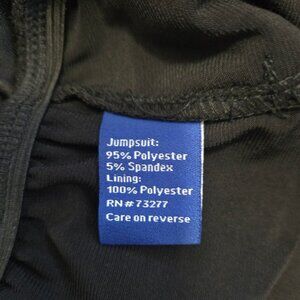 Jumpsuit:
95% Polyester
5% Spandex
Lining:
100% Polyester
RN# 73277
Care on reverse